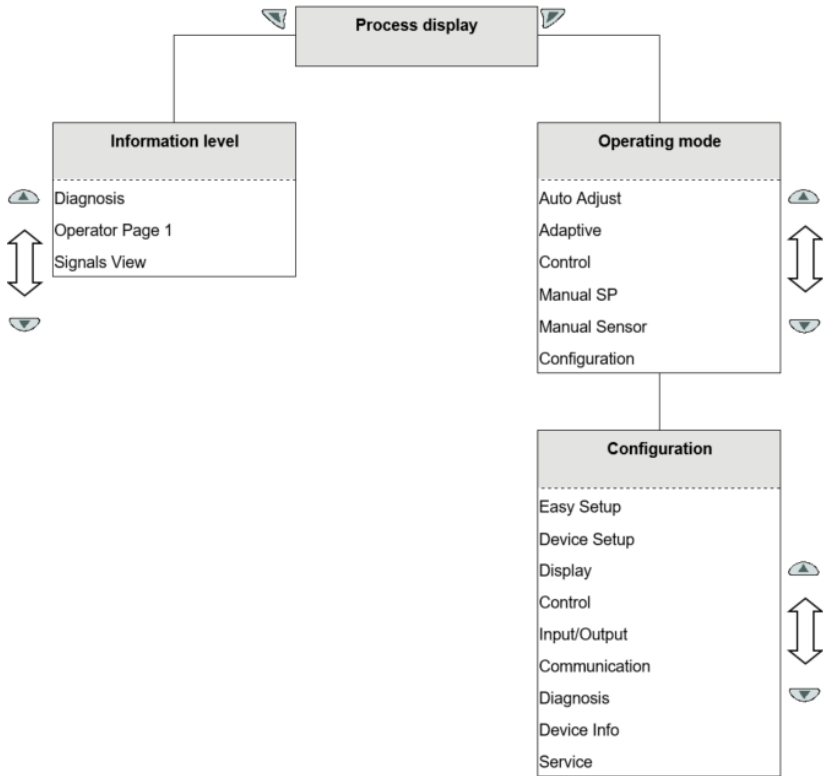 Process display
Information level
Diagnosis
Operator Page 1
Signals View
Operating mode
Auto Adjust
Adaptive
Control
Manual SP
Manual Sensor
Configuration
Configuration
Easy Setup
Device Setup
Display
Control
Input/Output
Communication
Diagnosis
Device Info
Service